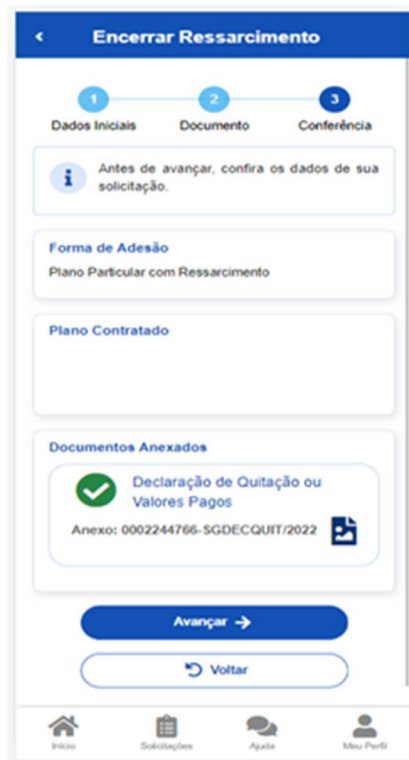 Encerrar Ressarcimento
1 2 3
Dados Iniciais Documento Conferência
Antes de avançar, confira os dados de sua
solicitação.
Forma de Adesão
Plano Particular com Ressarcimento
Plano Contratado
Documentos Anexados
Declaração de Quitação ou
Valores Pagos
Anexo: 0002244766-SGDECQUIT/2022
Avançar
Voltar
Início Solicitações Ajuda Meu Perfil